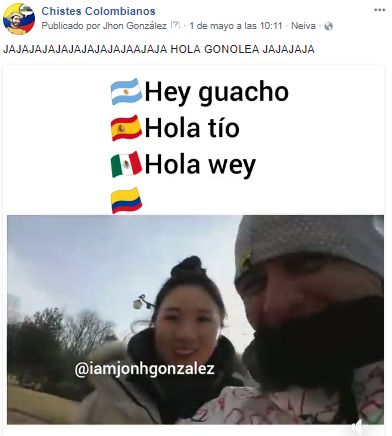 Chistes Colombianos
Publicado por Jhon González [?] · 1 de mayo a las 10:11 · Neiva ·
JAJAJAJAJAJAJAJAJAJAAJAJA HOLA GONOLEA JAJAJAJA
Hey guacho
Hola tío
Hola wey
@iamjonhgonzalez